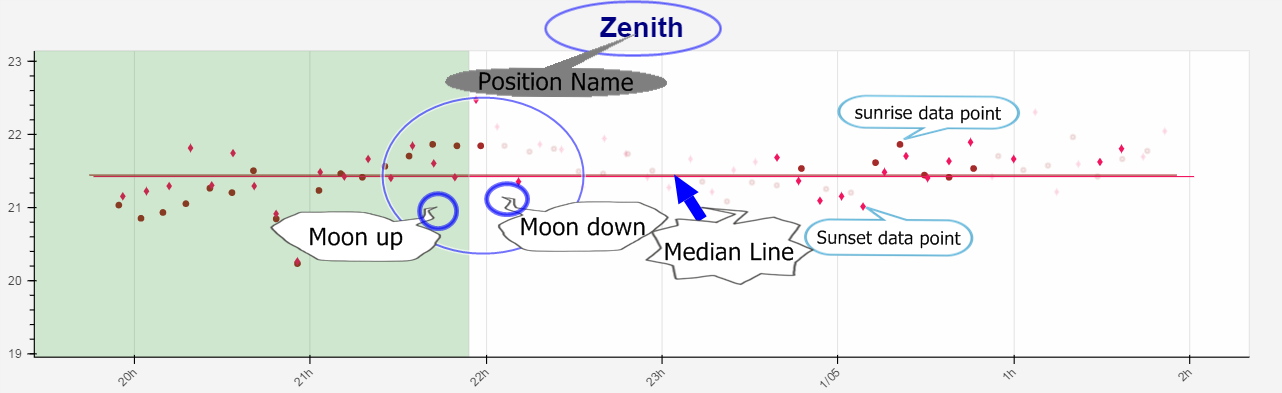 Zenith
23
Position Name
22
sunrise data point
21
Moon up
Moon down
Median Line
Sunset data point
20
19
20h
21h
22h
23h
1/05
1h
2h